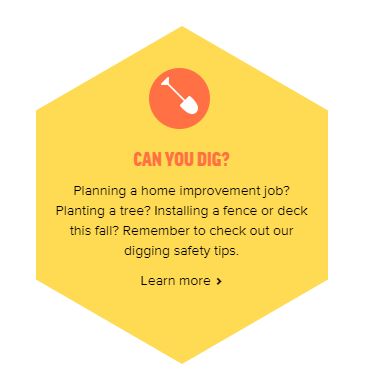 CAN YOU DIG?
Planning a home improvement job?
Planting a tree? Installing a fence or deck
this fall? Remember to check out our
digging safety tips.
Learn more >